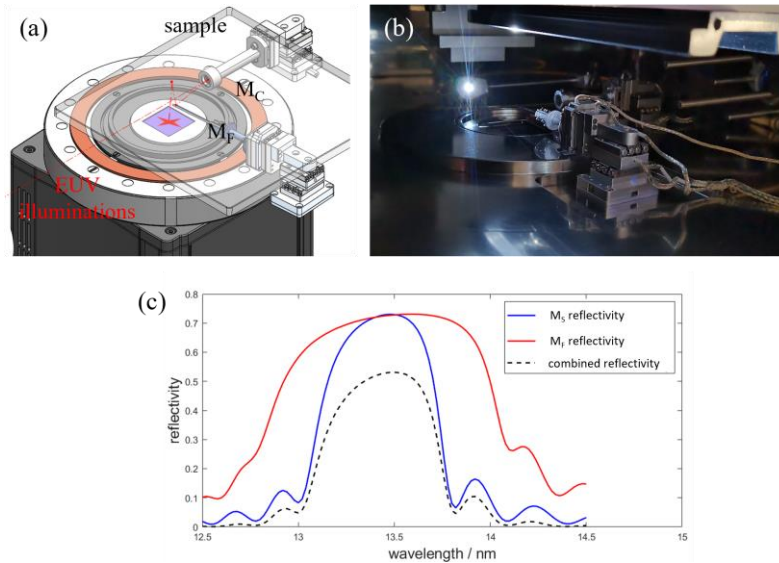 (a)
sample
M_C
M_F
EUV
illuminations
(b)
(c)
0.8
0.7
0.6
0.5
0.4
0.3
0.2
0.1
0
reflectivity
12.5
13
13.5
14
14.5
15
wavelength / nm
M_S reflectivity
M_F reflectivity
combined reflectivity